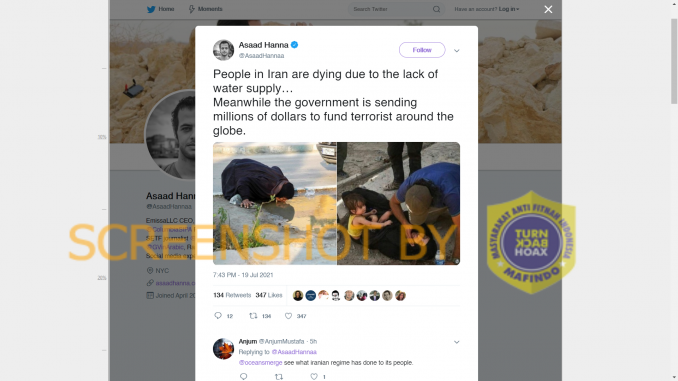 Home
Moments
Search Twitter
Have an account? Log in
Asaad Hanna
@AsaadHannaa
Follow
People in Iran are dying due to the lack of
water supply…
Meanwhile the government is sending
millions of dollars to fund terrorist around the
globe.
Asaad Hann
@AsaadHannaa
NYC
SCREENSHOT BY
MASYARAKAT ANTI FITNAH INDONESIA
TURN
BACK
HOAX
MAFINDO
7:43 PM - 19 Jul 2021
134 Retweets 347 Likes
12 134 347
Anjum @AnjumMustafa · 5h
Replying to @AsaadHannaa
@oceansmerge see what iranian regime has done to its people.
1